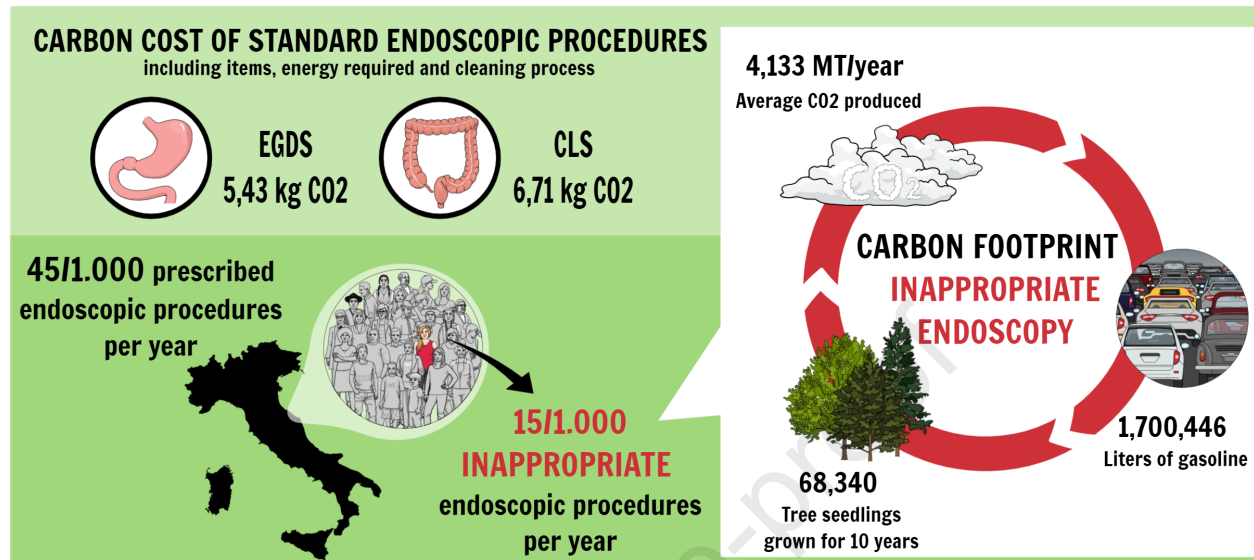 CARBON COST OF STANDARD ENDOSCOPIC PROCEDURES
including items, energy required and cleaning process
EGDS
5,43 kg CO2
CLS
6,71 kg CO2
45/1.000 prescribed
endoscopic procedures
per year
15/1.000
INAPPROPRIATE
endoscopic procedures
per year
4,133 MT/year
Average CO2 produced
CO2
CARBON FOOTPRINT
INAPPROPRIATE
ENDOSCOPY
1,700,446
Liters of gasoline
68,340
Tree seedlings
grown for 10 years